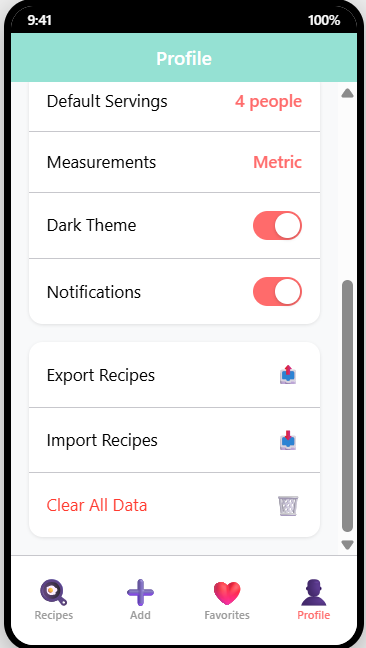 9:41 100%
Profile
Default Servings 4 people
Measurements Metric
Dark Theme
Notifications
Export Recipes
Import Recipes
Clear All Data
Recipes Add Favorites Profile